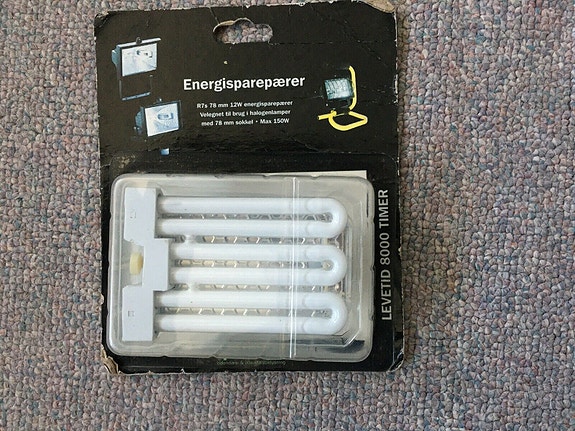 Energisparepærer
R7s 78 mm 12W energisparepærer
Velegnet til brug i halogenlamper
med 78 mm sokkel • Max 150W
LEVETID 8000 TIMER